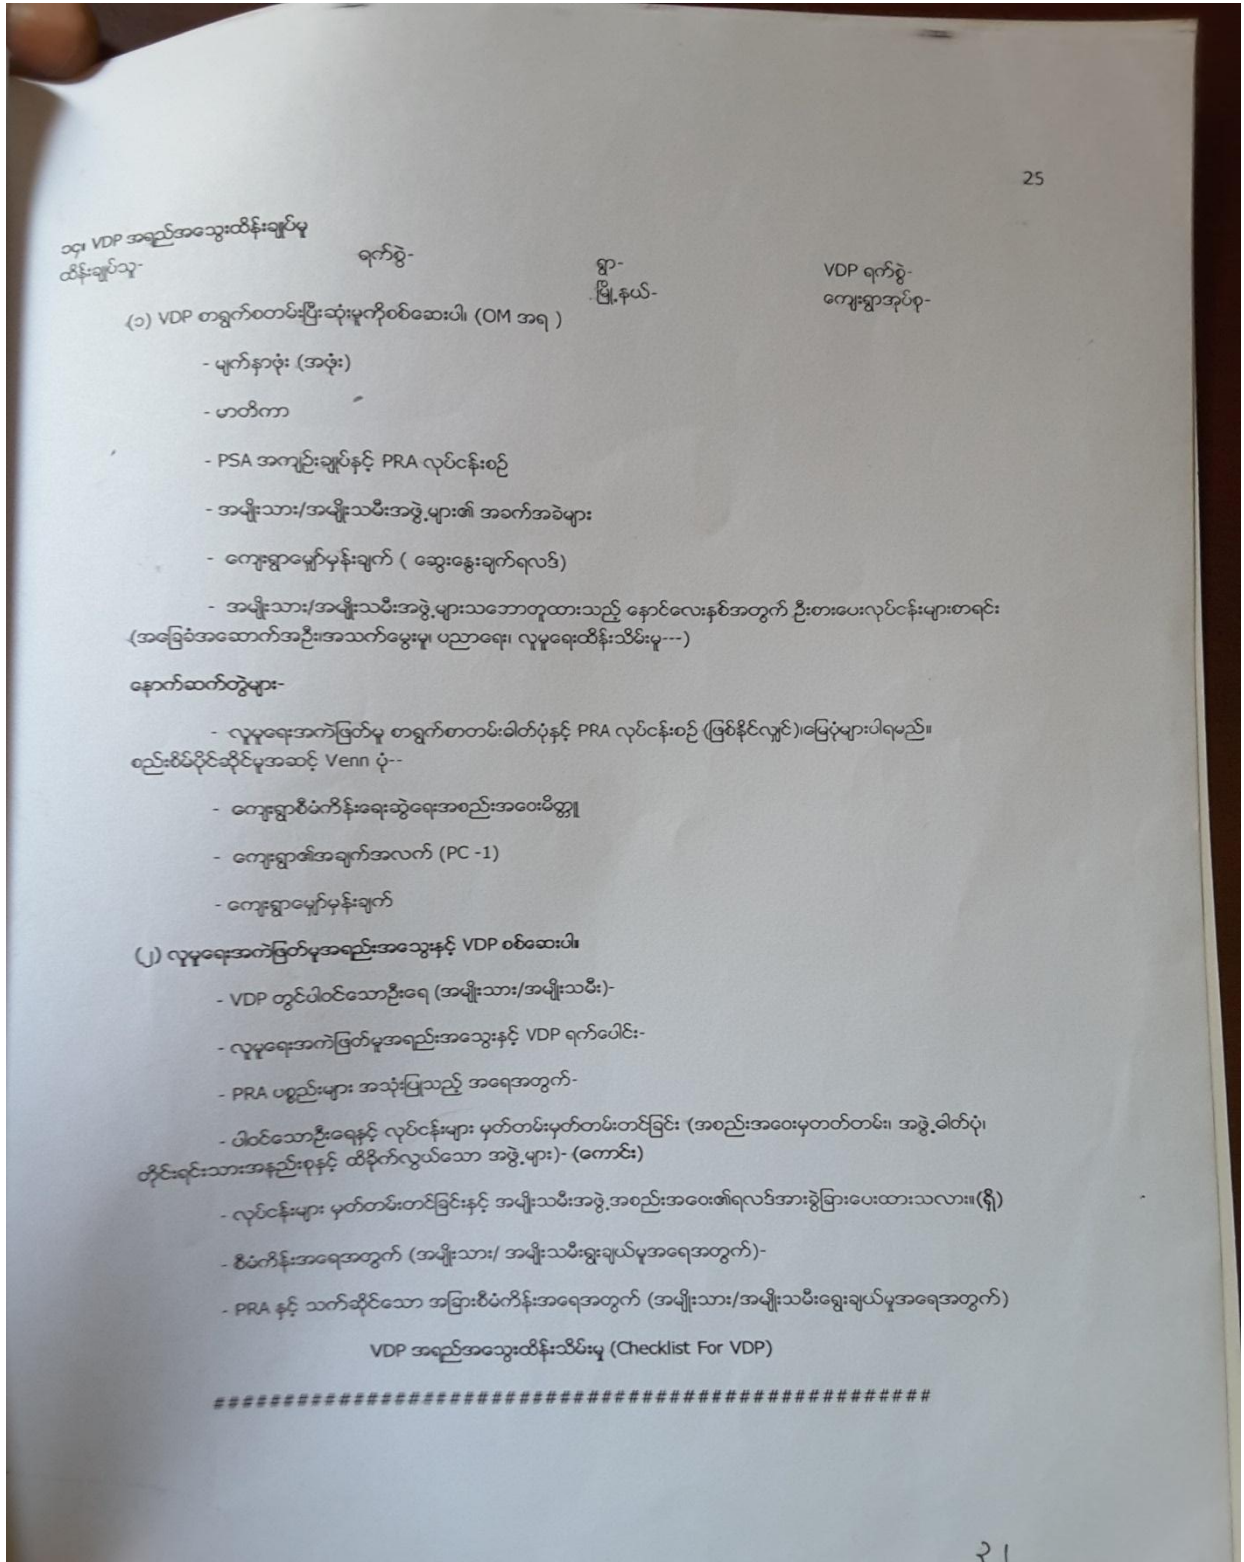 25
၁၄။ VDP အရည်အသွေးထိန်းချုပ်မှု
ထိန်းချုပ်သူ- ရက်စွဲ- ရွာ- VDP ရက်စွဲ-
မြို့နယ်- ကျေးရွာအုပ်စု-
(၁) VDP စာရွက်စတမ်းပြီးဆုံးမှုကိုစစ်ဆေးပါ၊ (OM အရ )
- မျက်နှာဖုံး (အဖုံး)
- မာတိကာ
- PSA အကျဉ်းချုပ်နှင့် PRA လုပ်ငန်းစဉ်
- အမျိုးသား/အမျိုးသမီးအဖွဲ့များ၏ အခက်အခဲများ
- ကျေးရွာမျှော်မှန်းချက် ( ဆွေးနွေးချက်ရလဒ်)
- အမျိုးသား/အမျိုးသမီးအဖွဲ့များသဘောတူထားသည့် နောင်လေးနှစ်အတွက် ဦးစားပေးလုပ်ငန်းများစာရင်း
(အခြေခံအဆောက်အဦး၊အသက်မွေးမှု၊ ပညာရေး၊ လူမှုရေးထိန်းသိမ်းမှု---)
နောက်ဆက်တွဲများ-
- လူမှုရေးအကဲဖြတ်မှု စာရွက်စာတမ်းဓါတ်ပုံနှင့် PRA လုပ်ငန်းစဉ် (ဖြစ်နိုင်လျှင်)၊မြေပုံများပါရမည်။
စည်းစိမ်ပိုင်ဆိုင်မှုအဆင့် Venn ပုံ--
- ကျေးရွာစီမံကိန်းရေးဆွဲရေးအစည်းအဝေးမိတ္တူ
- ကျေးရွာ၏အချက်အလက် (PC -1)
- ကျေးရွာမျှော်မှန်းချက်
(၂) လူမှုရေးအကဲဖြတ်မှုအရည်းအသွေးနှင့် VDP စစ်ဆေးပါ။
- VDP တွင်ပါဝင်သောဦးရေ (အမျိုးသား/အမျိုးသမီး)-
- လူမှုရေးအကဲဖြတ်မှုအရည်းအသွေးနှင့် VDP ရက်ပေါင်း-
- PRA ပစ္စည်းများ အသုံးပြုသည့် အရေအတွက်-
- ပါဝင်သောဦးရေနှင့် လုပ်ငန်းများ မှတ်တမ်းမှတ်တမ်းတင်ခြင်း (အစည်းအဝေးမှတတ်တမ်း၊ အဖွဲ့ဓါတ်ပုံ၊
တိုင်းရင်းသားအနည်းစုနှင့် ထိခိုက်လွယ်သော အဖွဲ့များ)- (ကောင်း)
- လုပ်ငန်းများ မှတ်တမ်းတင်ခြင်းနှင့် အမျိုးသမီးအဖွဲ့အစည်းအဝေး၏ရလဒ်အားခွဲခြားပေးထားသလား။(ရှိ)
- စီမံကိန်းအရေအတွက် (အမျိုးသား/ အမျိုးသမီးရွးချယ်မှုအရေအတွက်)-
- PRA နှင့် သက်ဆိုင်သော အခြားစီမံကိန်းအရေအတွက် (အမျိုးသား/အမျိုးသမီးရွေးချယ်မှုအရေအတွက်)
VDP အရည်အသွေးထိန်းသိမ်းမှု (Checklist For VDP)
####################################################
၃၂